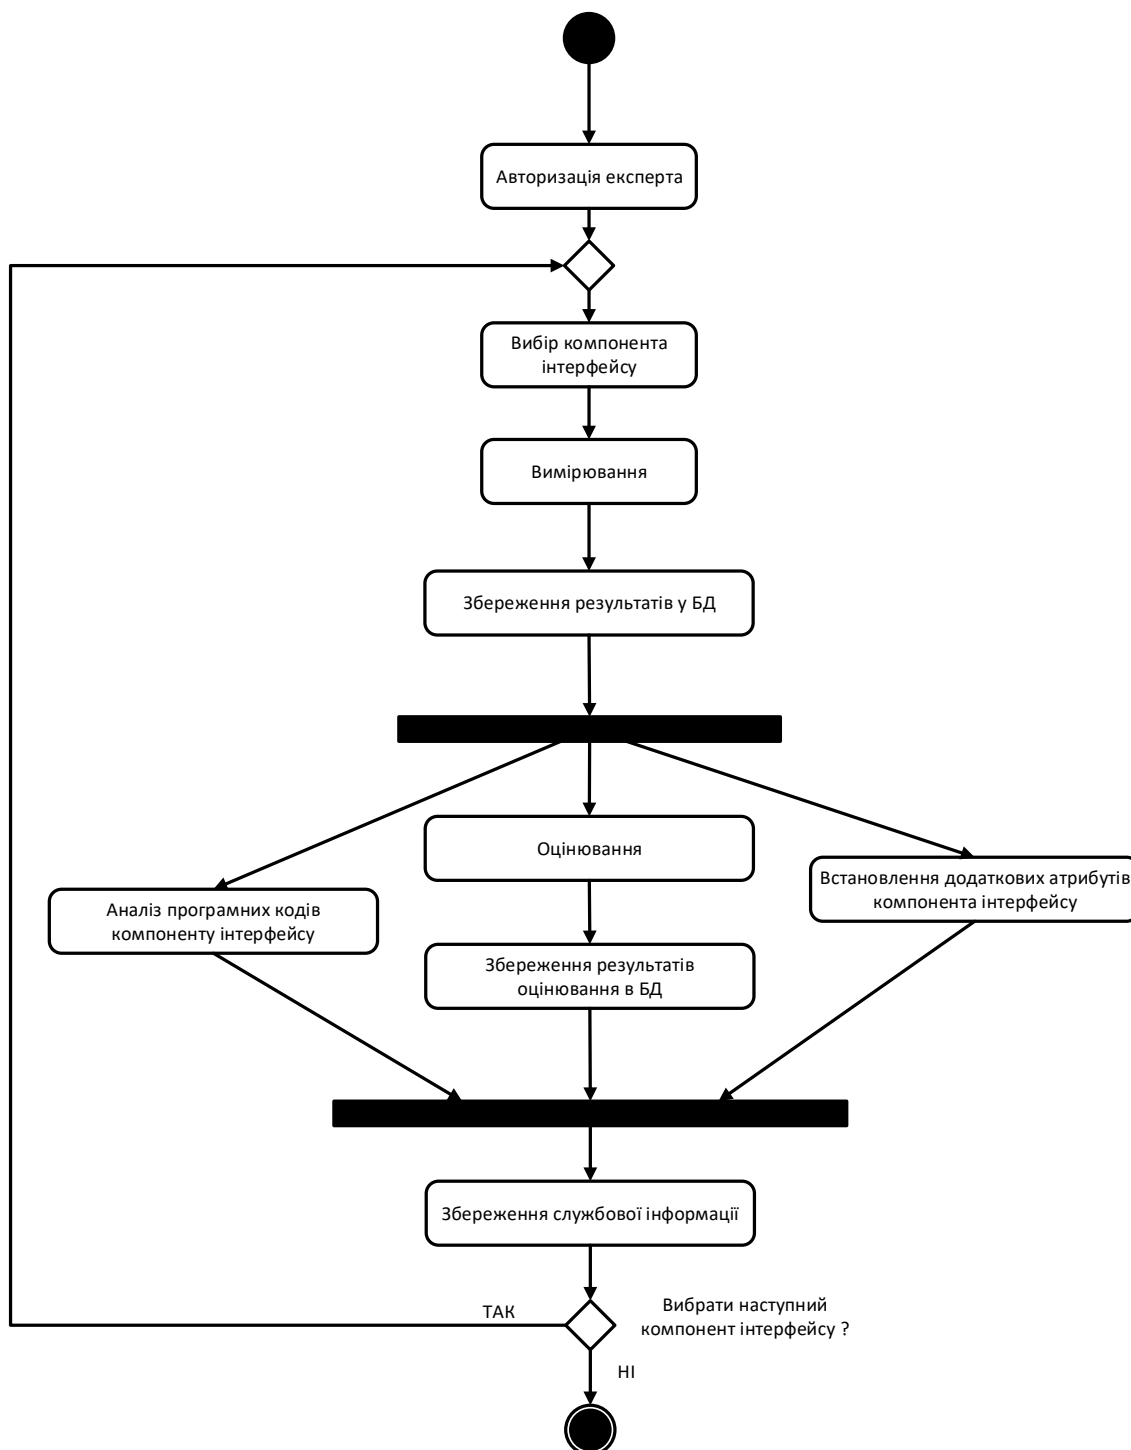 Авторизація експерта
Вибір компонента
інтерфейсу
Вимірювання
Збереження результатів у БД
Оцінювання
Встановлення додаткових атрибутів
компонента інтерфейсу
Аналіз програмних кодів
компоненту інтерфейсу
Збереження результатів
оцінювання в БД
Збереження службової інформації
ТАК
Вибрати наступний
компонент інтерфейсу ?
НІ